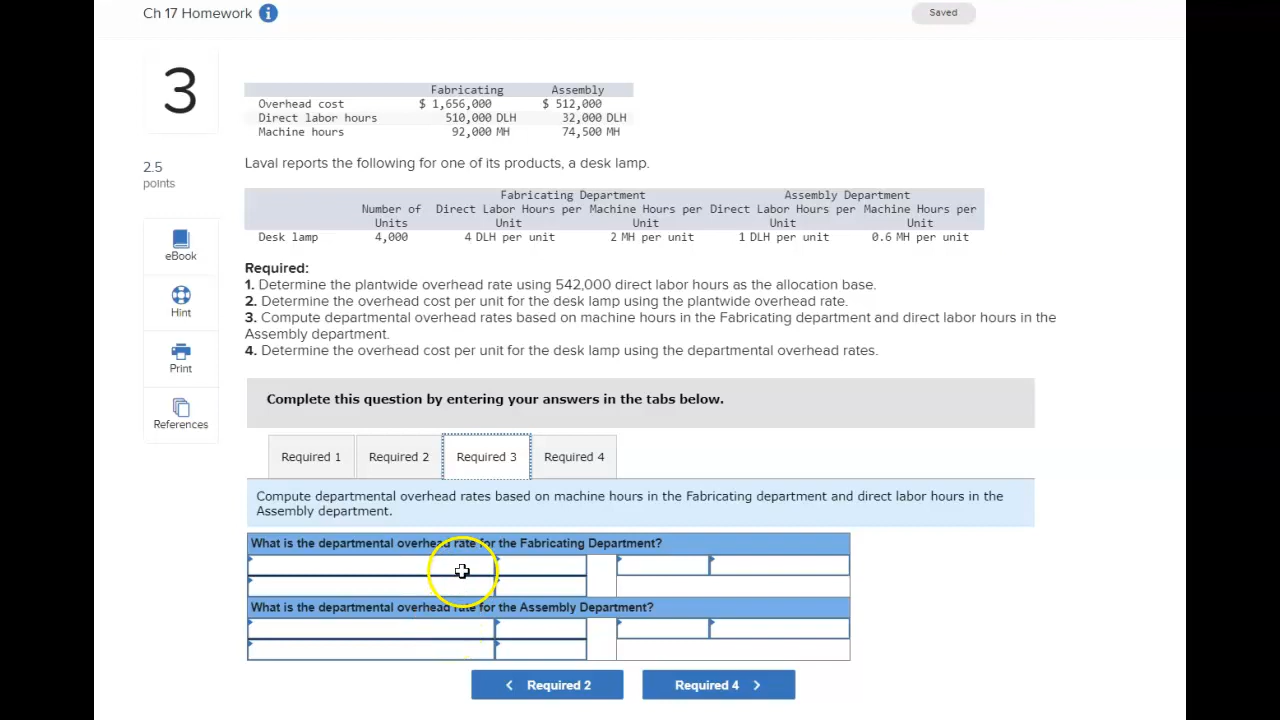 Ch 17 Homework i
Saved
3
2.5
points
eBook
Hint
Print
References
Fabricating Assembly
Overhead cost $ 1,656,000 $ 512,000
Direct labor hours 510,000 DLH 32,000 DLH
Machine hours 92,000 MH 74,500 MH
Laval reports the following for one of its products, a desk lamp.
Fabricating Department Assembly Department
Number of Direct Labor Hours per Machine Hours per Direct Labor Hours per Machine Hours per
Units Unit Unit Unit Unit
Desk lamp 4,000 4 DLH per unit 2 MH per unit 1 DLH per unit 0.6 MH per unit
Required:
1. Determine the plantwide overhead rate using 542,000 direct labor hours as the allocation base.
2. Determine the overhead cost per unit for the desk lamp using the plantwide overhead rate.
3. Compute departmental overhead rates based on machine hours in the Fabricating department and direct labor hours in the
Assembly department.
4. Determine the overhead cost per unit for the desk lamp using the departmental overhead rates.
Complete this question by entering your answers in the tabs below.
Required 1 Required 2 Required 3 Required 4
Compute departmental overhead rates based on machine hours in the Fabricating department and direct labor hours in the
Assembly department.
What is the departmental overhead rate for the Fabricating Department?
What is the departmental overhead rate for the Assembly Department?
< Required 2 Required 4 >